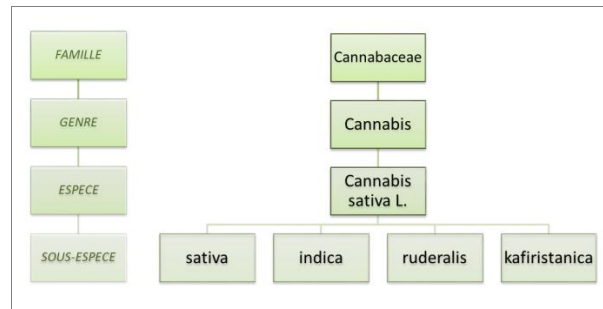 FAMILLE
Cannabaceae
GENRE
Cannabis
ESPECE
Cannabis
sativa L.
SOUS-ESPECE
sativa
indica
ruderalis
kafiristanica